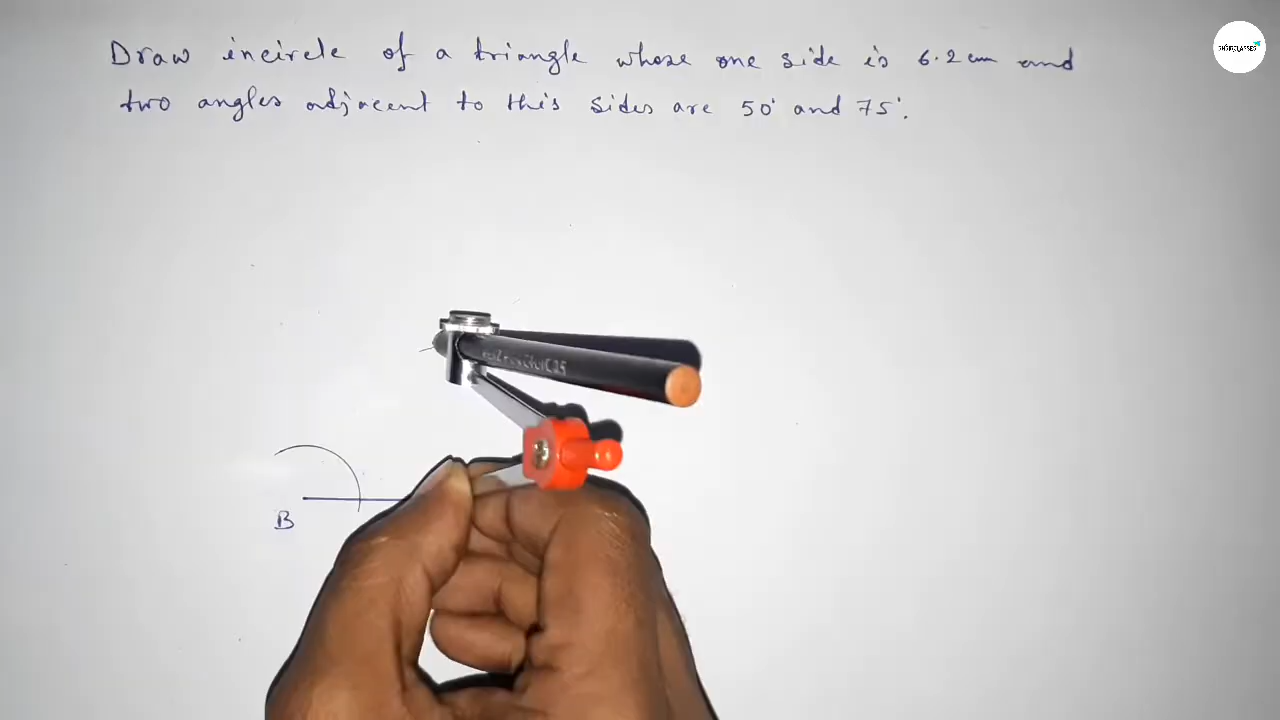 Draw incircle of a triangle whose one side is 6.2 cm and
two angles adjacent to this sides are 50° and 75°.
B